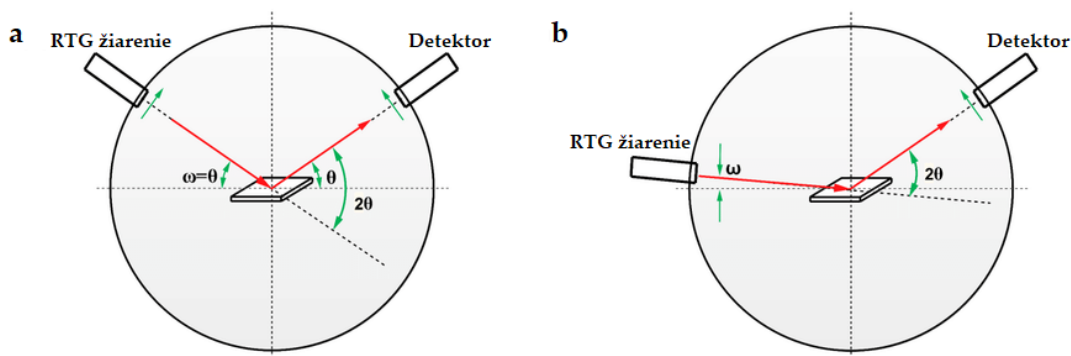 a
RTG žiarenie
Detektor
ω=θ
θ
2θ
b
Detektor
RTG žiarenie
ω
2θ